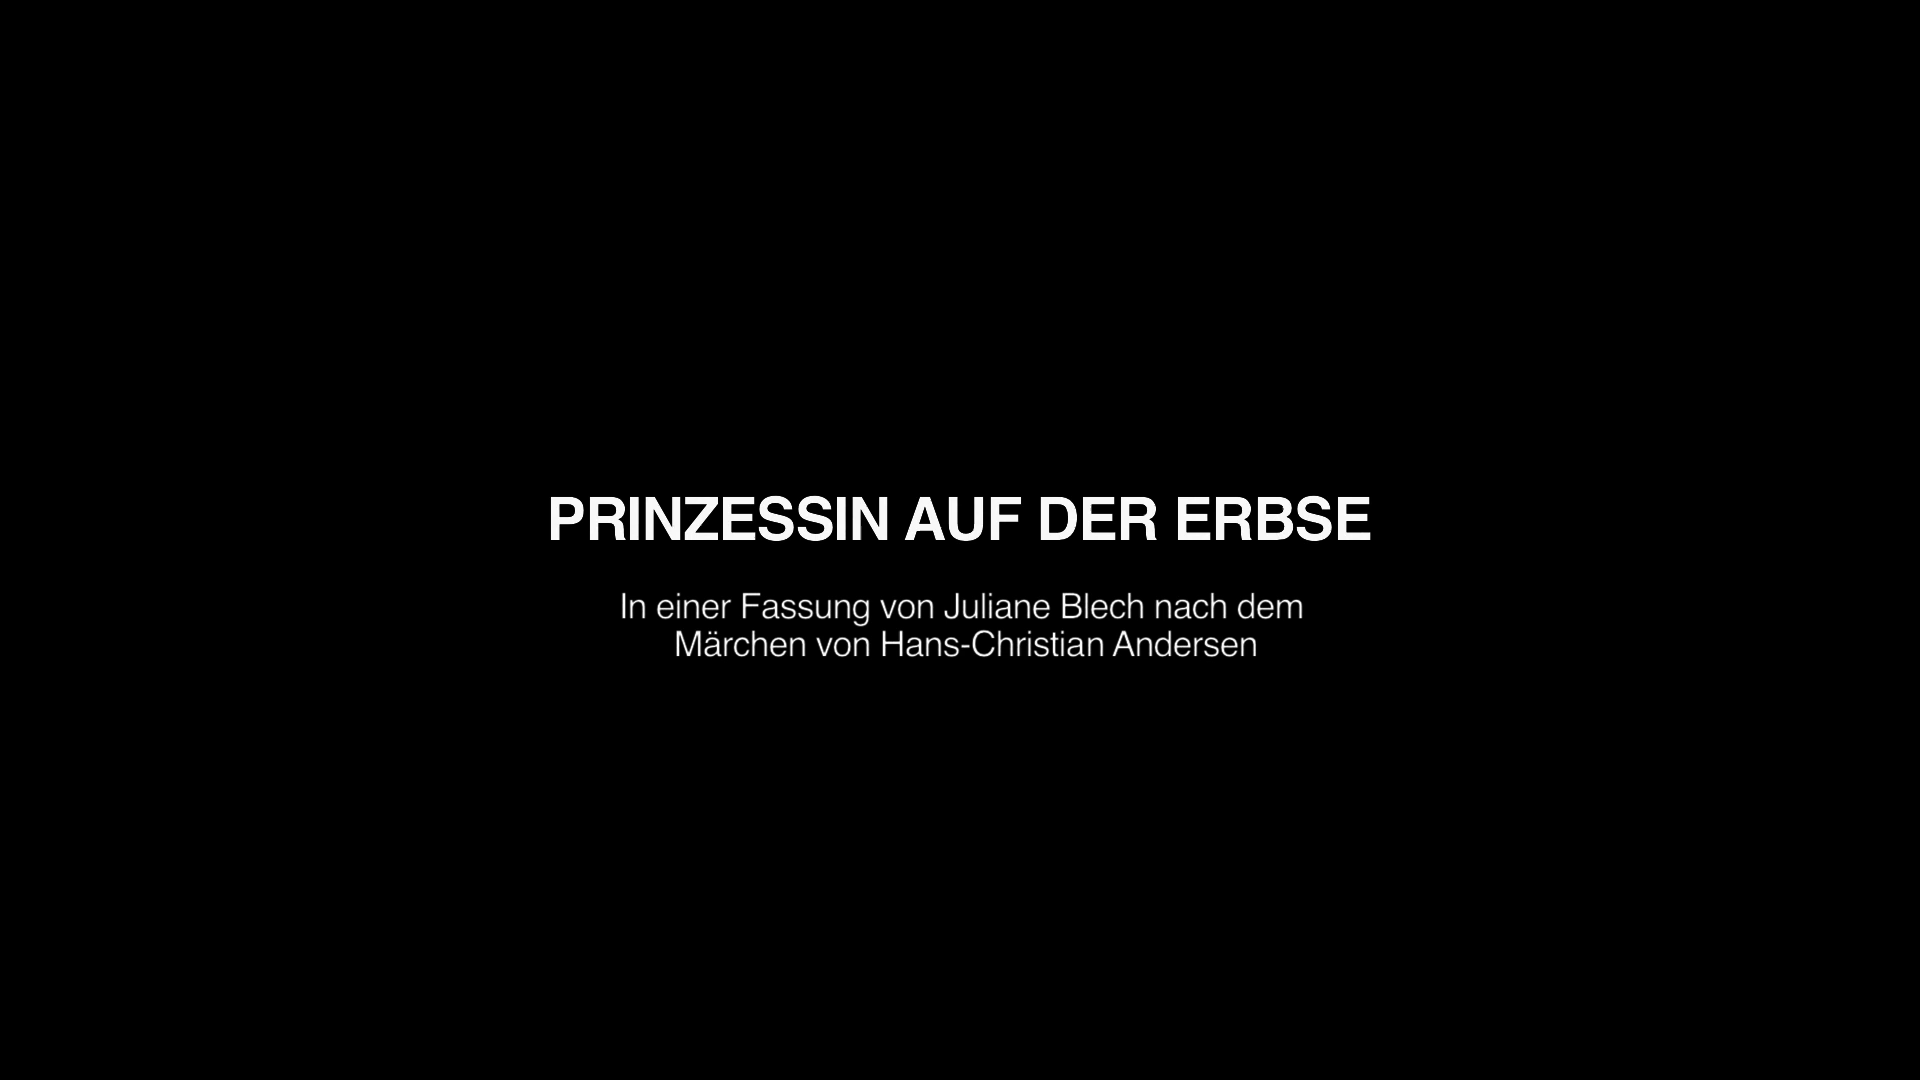 PRINZESSIN AUF DER ERBSE
In einer Fassung von Juliane Blech nach dem
Märchen von Hans-Christian Andersen